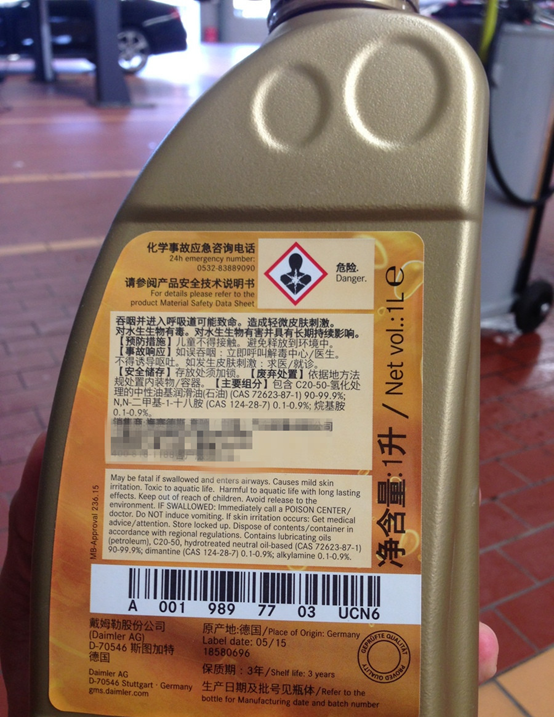 化学事故应急咨询电话
24h emergency number:
0532-83889090
请参阅产品安全技术说明书
For details please refer to the
product Material Safety Data Sheet
危险.
Danger.
吞咽并进入呼吸道可能致命。造成轻微皮肤刺激。
对水生生物有毒。对水生生物有害并具有长期持续影响。
【预防措施】儿童不得接触。避免释放到环境中。
【事故响应】如误吞咽：立即呼叫解毒中心/医生。
不得诱导呕吐。如发生皮肤刺激：求医/就诊。
【安全储存】存放处须加锁。【废弃处置】依据地方法
规处置内装物/容器。【主要组分】包含 C20-50-氢化处
理的中性油基润滑油(石油) (CAS 72623-87-1) 90-99.9%;
N,N-二甲基-1-十八胺 (CAS 124-28-7) 0.1-0.9%; 烷基胺
0.1-0.9%.
May be fatal if swallowed and enters airways. Causes mild skin
irritation. Toxic to aquatic life. Harmful to aquatic life with long lasting
effects. Keep out of reach of children. Avoid release to the
environment. IF SWALLOWED: Immediately call a POISON CENTER/
doctor. Do NOT induce vomiting. If skin irritation occurs: Get medical
advice/attention. Store locked up. Dispose of contents/container in
accordance with regional regulations. Contains lubricating oils
(petroleum), C20-50, hydrotreated neutral oil-based (CAS 72623-87-1)
90-99.9%; dimantine (CAS 124-28-7) 0.1-0.9%; alkylamine 0.1-0.9%.
MB-Approval 236.15
净含量:1升 / Net vol.:1L e
A 001 989 77 03 UCN6
戴姆勒股份公司
(Daimler AG)
D-70546 斯图加特
德国
Daimler AG
D-70546 Stuttgart · Germany
gms.daimler.com
原产地:德国/Place of Origin: Germany
Label date: 05/15
18580696
保质期：3年/Shelf life: 3 years
生产日期及批号见瓶体/Refer to the
bottle for Manufacturing date and batch number
GEPRÜFTE QUALITÄT
PROVED QUALITY